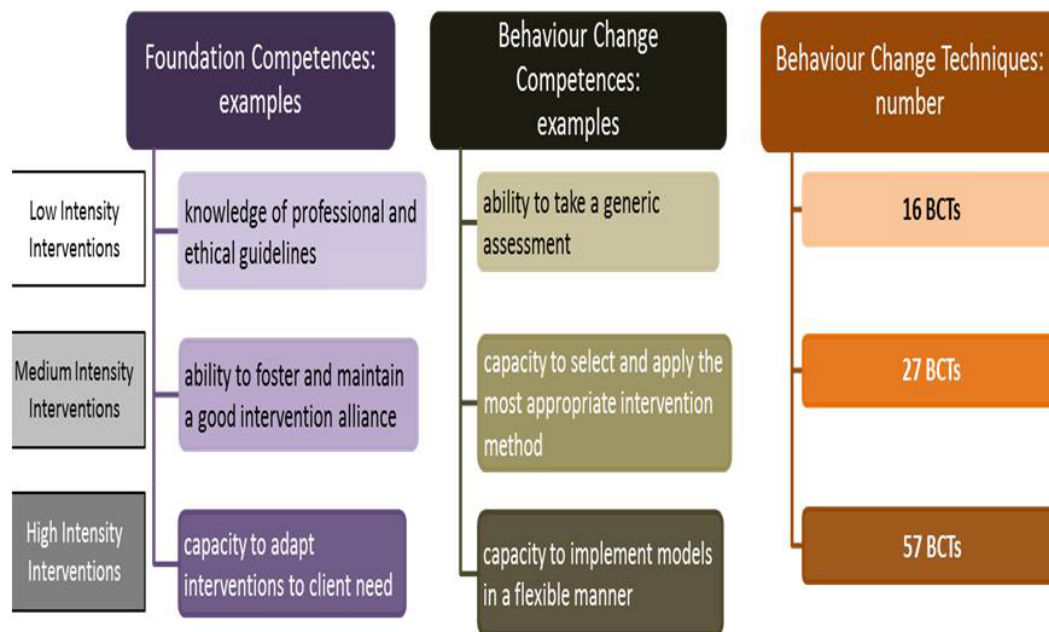 Foundation Competences:
examples
Behaviour Change
Competences:
examples
Behaviour Change Techniques:
number
Low Intensity
Interventions
knowledge of professional and
ethical guidelines
ability to take a generic
assessment
16 BCTs
Medium Intensity
Interventions
ability to foster and maintain
a good intervention alliance
capacity to select and apply the
most appropriate intervention
method
27 BCTs
High Intensity
Interventions
capacity to adapt
interventions to client need
capacity to implement models
in a flexible manner
57 BCTs